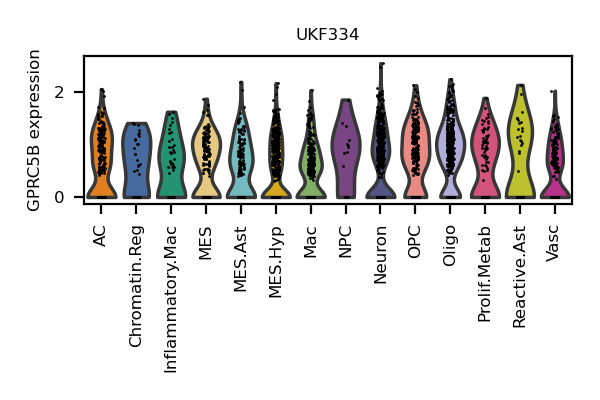 UKF334
GPRC5B expression
2
0
AC
Chromatin.Reg
Inflammatory.Mac
MES
MES.Ast
MES.Hyp
Mac
NPC
Neuron
OPC
Oligo
Prolif.Metab
Reactive.Ast
Vasc